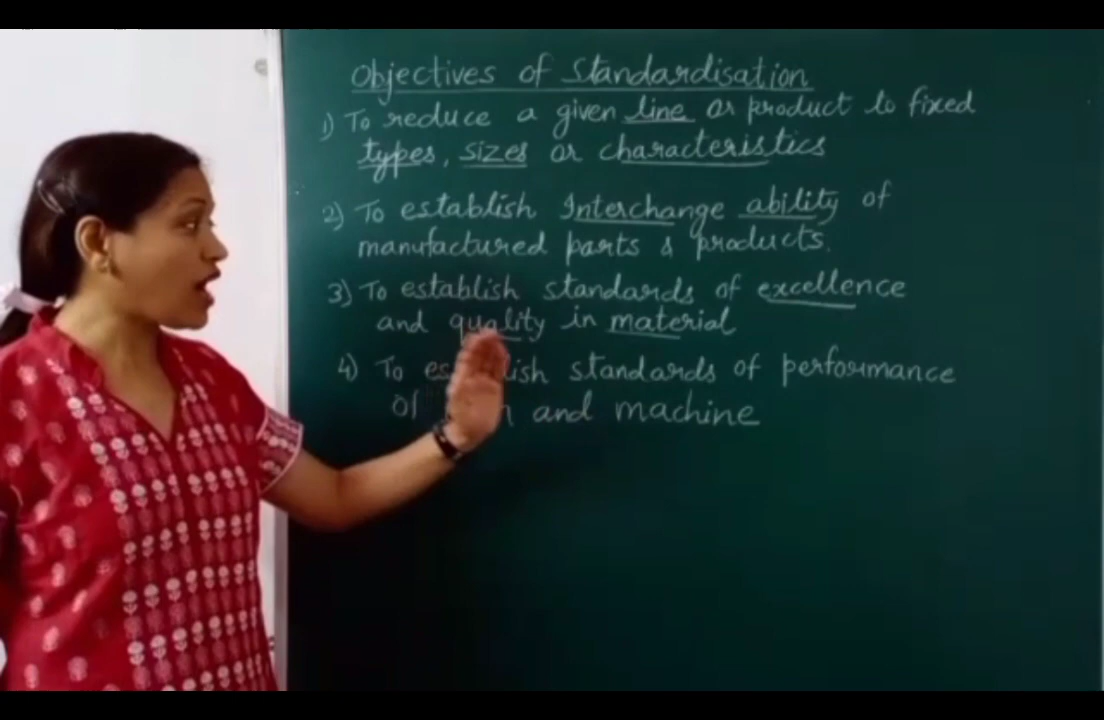 Objectives of Standardisation
1) To reduce a given line or product to fixed
types, sizes or characteristics
2) To establish Interchange ability of
manufactured parts & products.
3) To establish standards of excellence
and quality in material
4) To standards of performance
of and machine